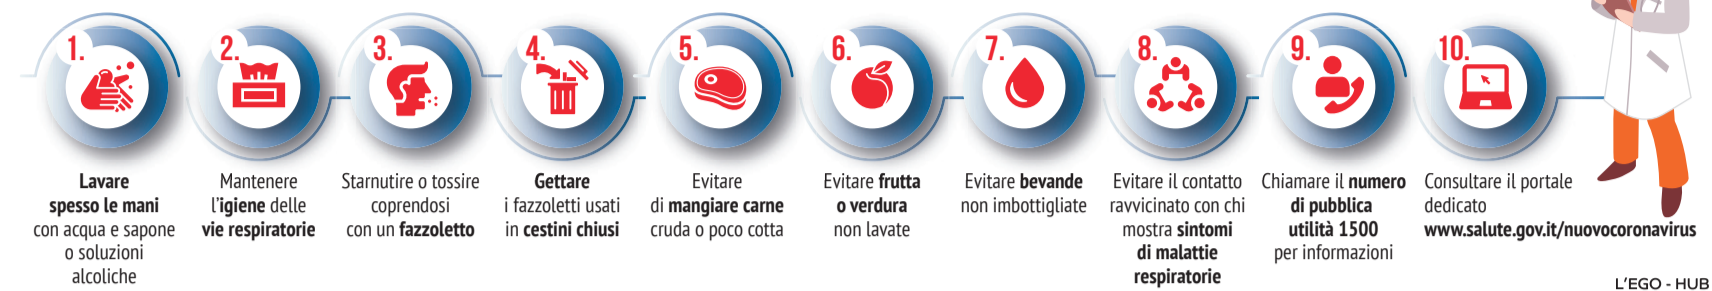 1.
Lavare
spesso le mani
con acqua e sapone
o soluzioni
alcoliche
2.
Mantenere
l'igiene delle
vie respiratorie
3.
Starnutire o tossire
coprendosi
con un fazzoletto
4.
Gettare
i fazzoletti usati
in cestini chiusi
5.
Evitare
di mangiare carne
cruda o poco cotta
6.
Evitare frutta
o verdura
non lavate
7.
Evitare bevande
non imbottigliate
8.
Evitare il contatto
ravvicinato con chi
mostra sintomi
di malattie
respiratorie
9.
Chiamare il numero
di pubblica
utilità 1500
per informazioni
10.
Consultare il portale
dedicato
www.salute.gov.it/nuovocoronavirus
L'EGO - HUB